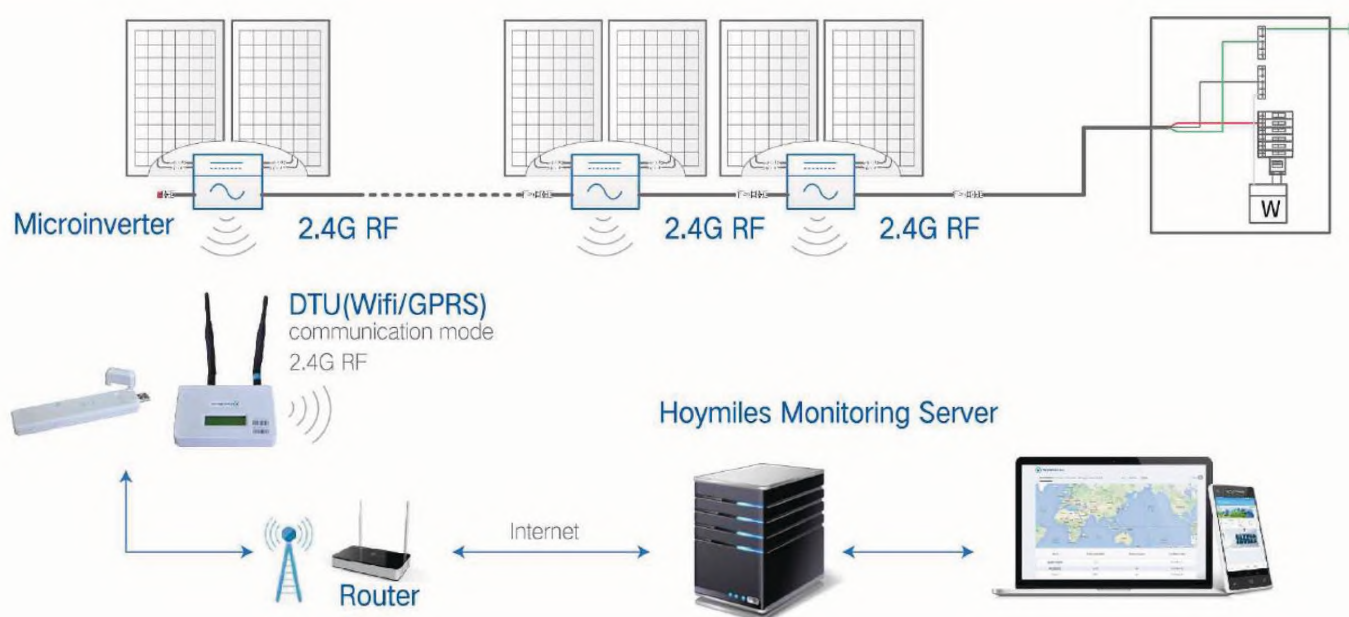 Microinverter
2.4G RF
2.4G RF
2.4G RF
W
DTU(Wifi/GPRS)
communication mode
2.4G RF
Hoymiles Monitoring Server
Internet
Router